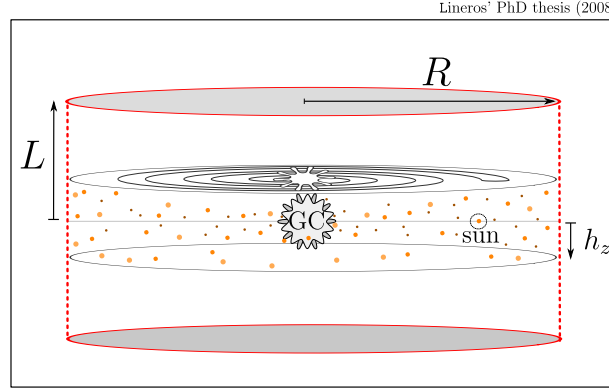 Lineros' PhD thesis (2008
R
L
GC
sun
h_z